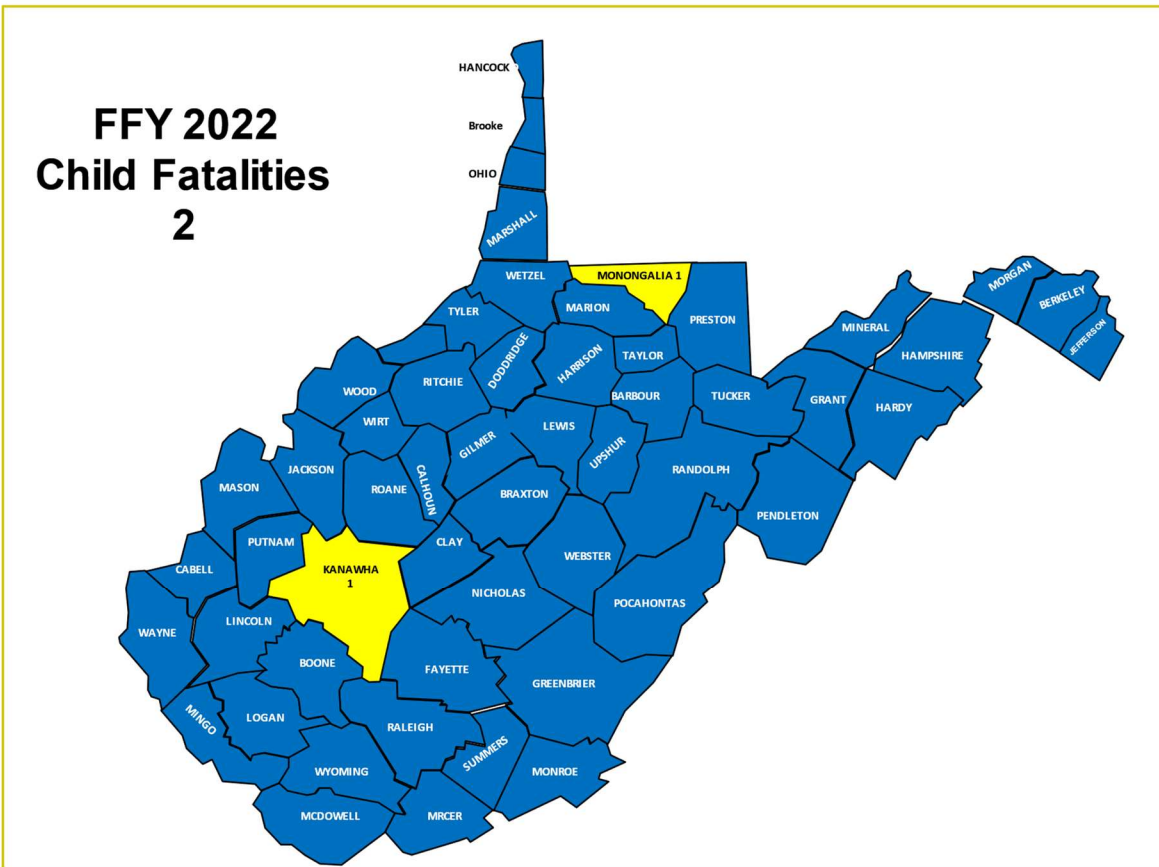 FFY 2022
Child Fatalities
2
HANCOCK
Brooke
OHIO
MARSHALL
WETZEL
MONONGALIA 1
MORGAN
BERKELEY
JEFFERSON
TYLER
MARION
PRESTON
MINERAL
HAMPSHIRE
DODDRIDGE
HARRISON
TAYLOR
WOOD
RITCHIE
BARBOUR
TUCKER
GRANT
HARDY
WIRT
GILMER
LEWIS
UPSHUR
RANDOLPH
JACKSON
CALHOUN
MASON
ROANE
BRAXTON
PENDLETON
PUTNAM
CLAY
WEBSTER
CABELL
KANAWHA
1
NICHOLAS
POCAHONTAS
WAYNE
LINCOLN
BOONE
FAYETTE
GREENBRIER
MINGO
LOGAN
RALEIGH
SUMMERS
WYOMING
MONROE
MCDOWELL
MRCER